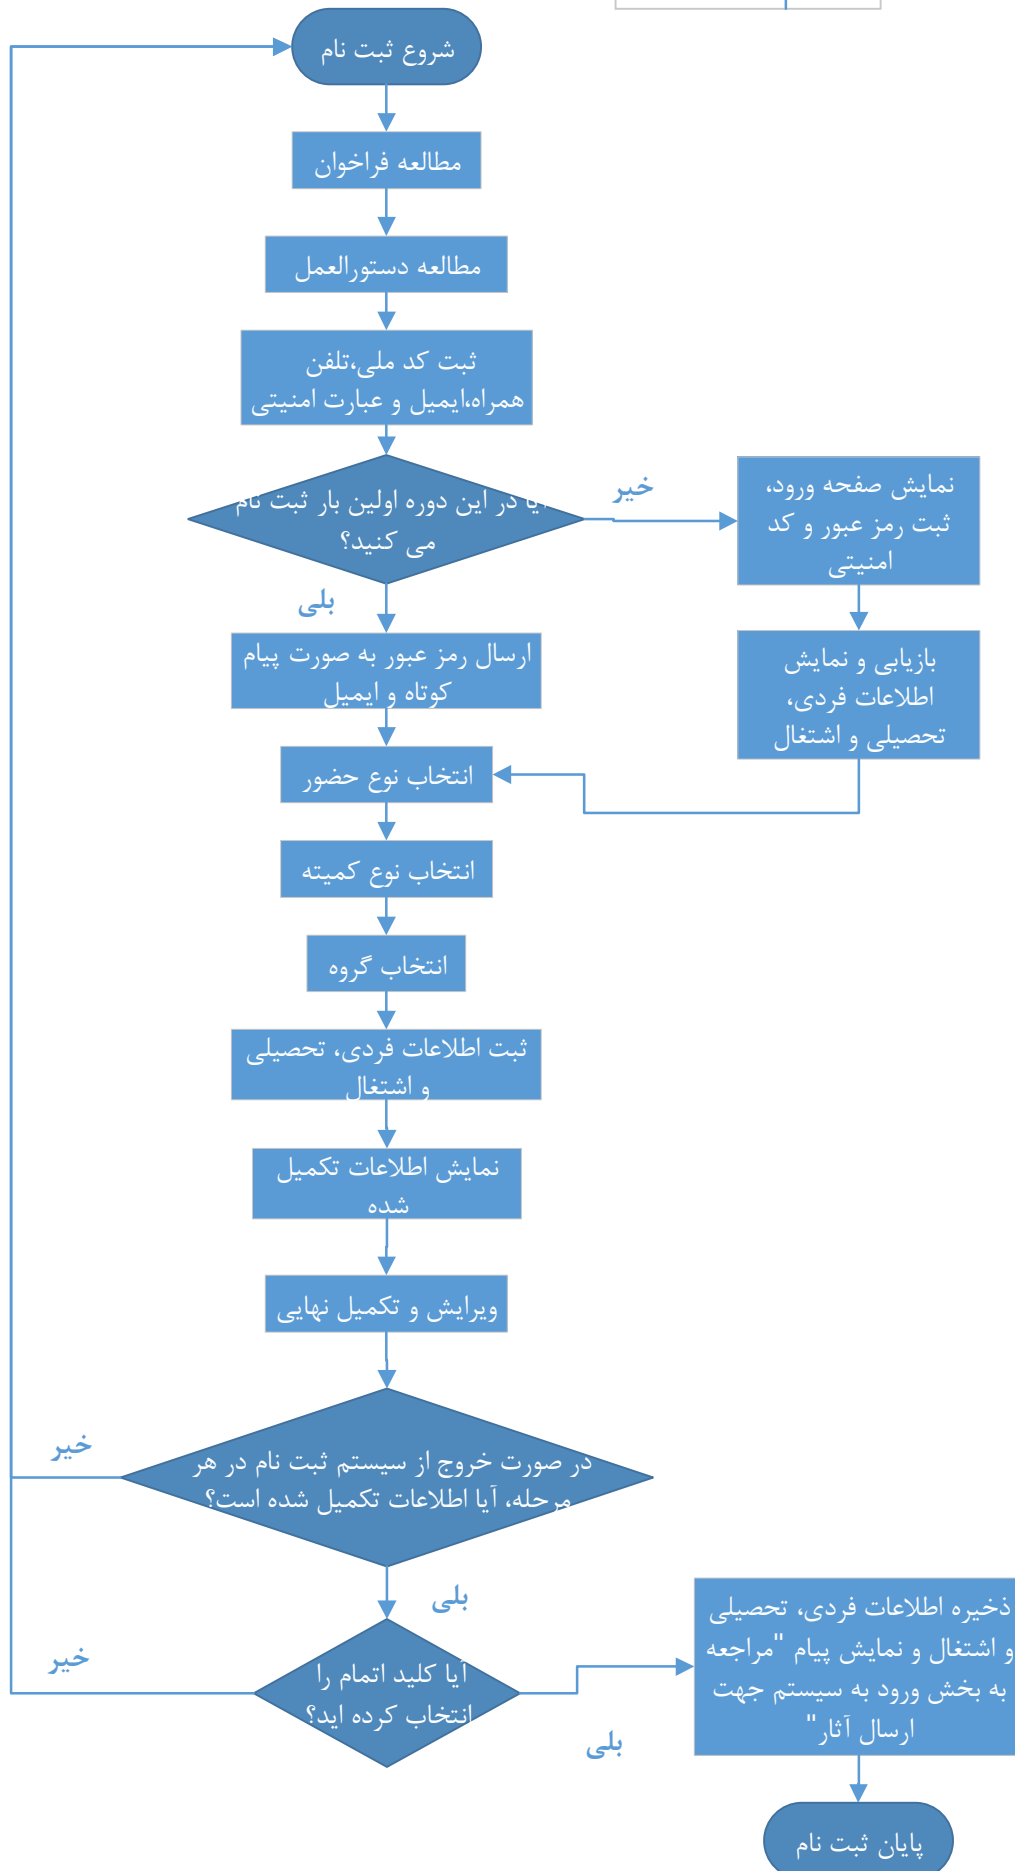 شروع ثبت نام
مطالعه فراخوان
مطالعه دستورالعمل
ثبت کد ملی،تلفن
همراه،ایمیل و عبارت امنیتی
آیا در این دوره اولین بار ثبت نام
می کنید؟
خیر
نمایش صفحه ورود،
ثبت رمز عبور و کد
امنیتی
بلی
ارسال رمز عبور به صورت پیام
کوتاه و ایمیل
بازیابی و نمایش
اطلاعات فردی،
تحصیلی و اشتغال
انتخاب نوع حضور
انتخاب نوع کمیته
انتخاب گروه
ثبت اطلاعات فردی، تحصیلی
و اشتغال
نمایش اطلاعات تکمیل
شده
ویرایش و تکمیل نهایی
در صورت خروج از سیستم ثبت نام در هر
مرحله، آیا اطلاعات تکمیل شده است؟
خیر
بلی
آیا کلید اتمام را
انتخاب کرده اید؟
خیر
بلی
ذخیره اطلاعات فردی، تحصیلی
و اشتغال و نمایش پیام "مراجعه
به بخش ورود به سیستم جهت
ارسال آثار"
پایان ثبت نام